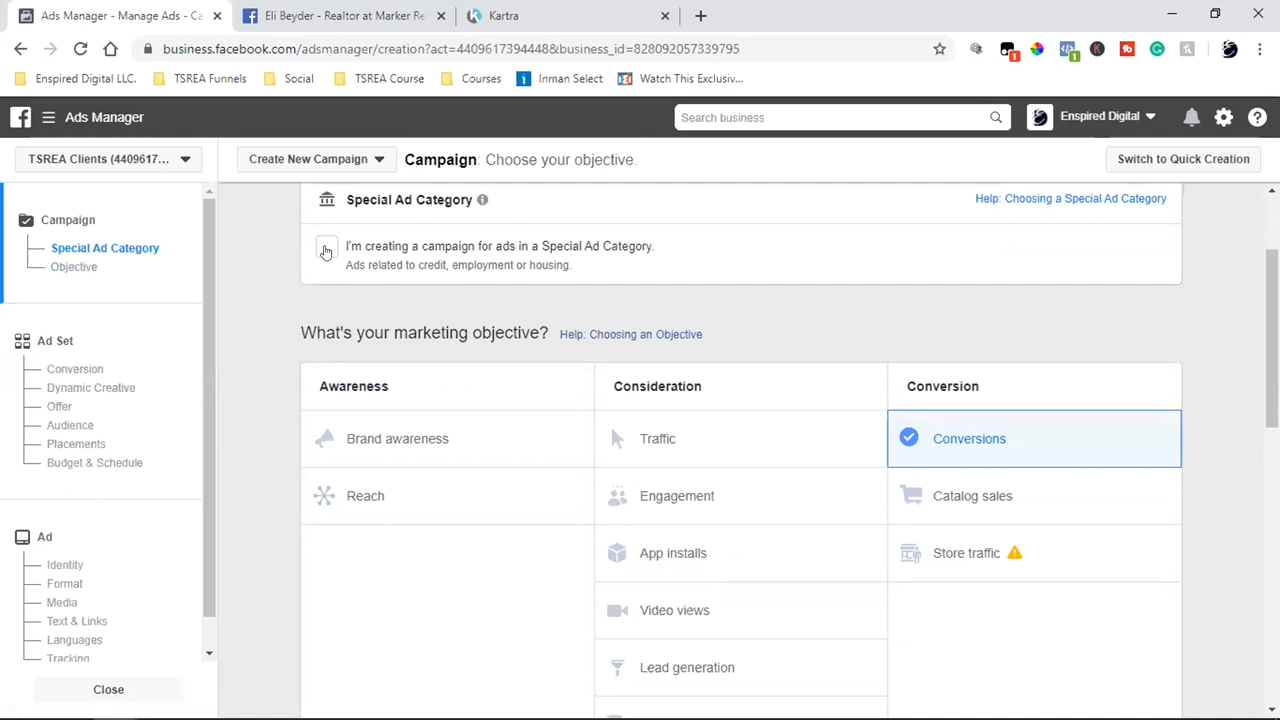 Ads Manager - Manage Ads - Ca
Eli Beyder - Realtor at Marker Re
Kartra
business.facebook.com/adsmanager/creation?act=4409617394448&business_id=828092057339795
Enspired Digital LLC.
TSREA Funnels
Social
TSREA Course
Courses
Inman Select
Watch This Exclusiv...
Ads Manager
Search business
Enspired Digital
TSREA Clients (4409617...
Create New Campaign
Campaign: Choose your objective.
Switch to Quick Creation
Campaign
Special Ad Category
Objective
Ad Set
Conversion
Dynamic Creative
Offer
Audience
Placements
Budget & Schedule
Ad
Identity
Format
Media
Text & Links
Languages
Tracking
Close
Special Ad Category
Help: Choosing a Special Ad Category
I'm creating a campaign for ads in a Special Ad Category.
Ads related to credit, employment or housing.
What's your marketing objective?
Help: Choosing an Objective
Awareness
Consideration
Conversion
Brand awareness
Traffic
Conversions
Reach
Engagement
Catalog sales
App installs
Store traffic
Video views
Lead generation